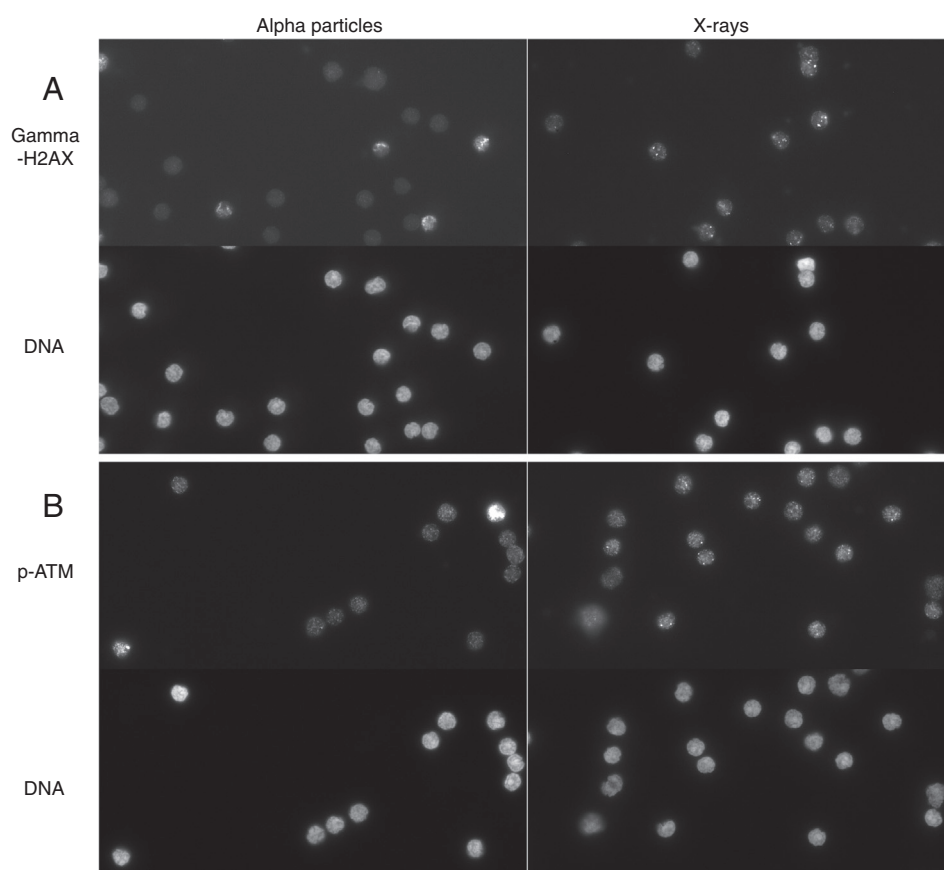 Alpha particles
X-rays
A
Gamma
-H2AX
DNA
B
p-ATM
DNA